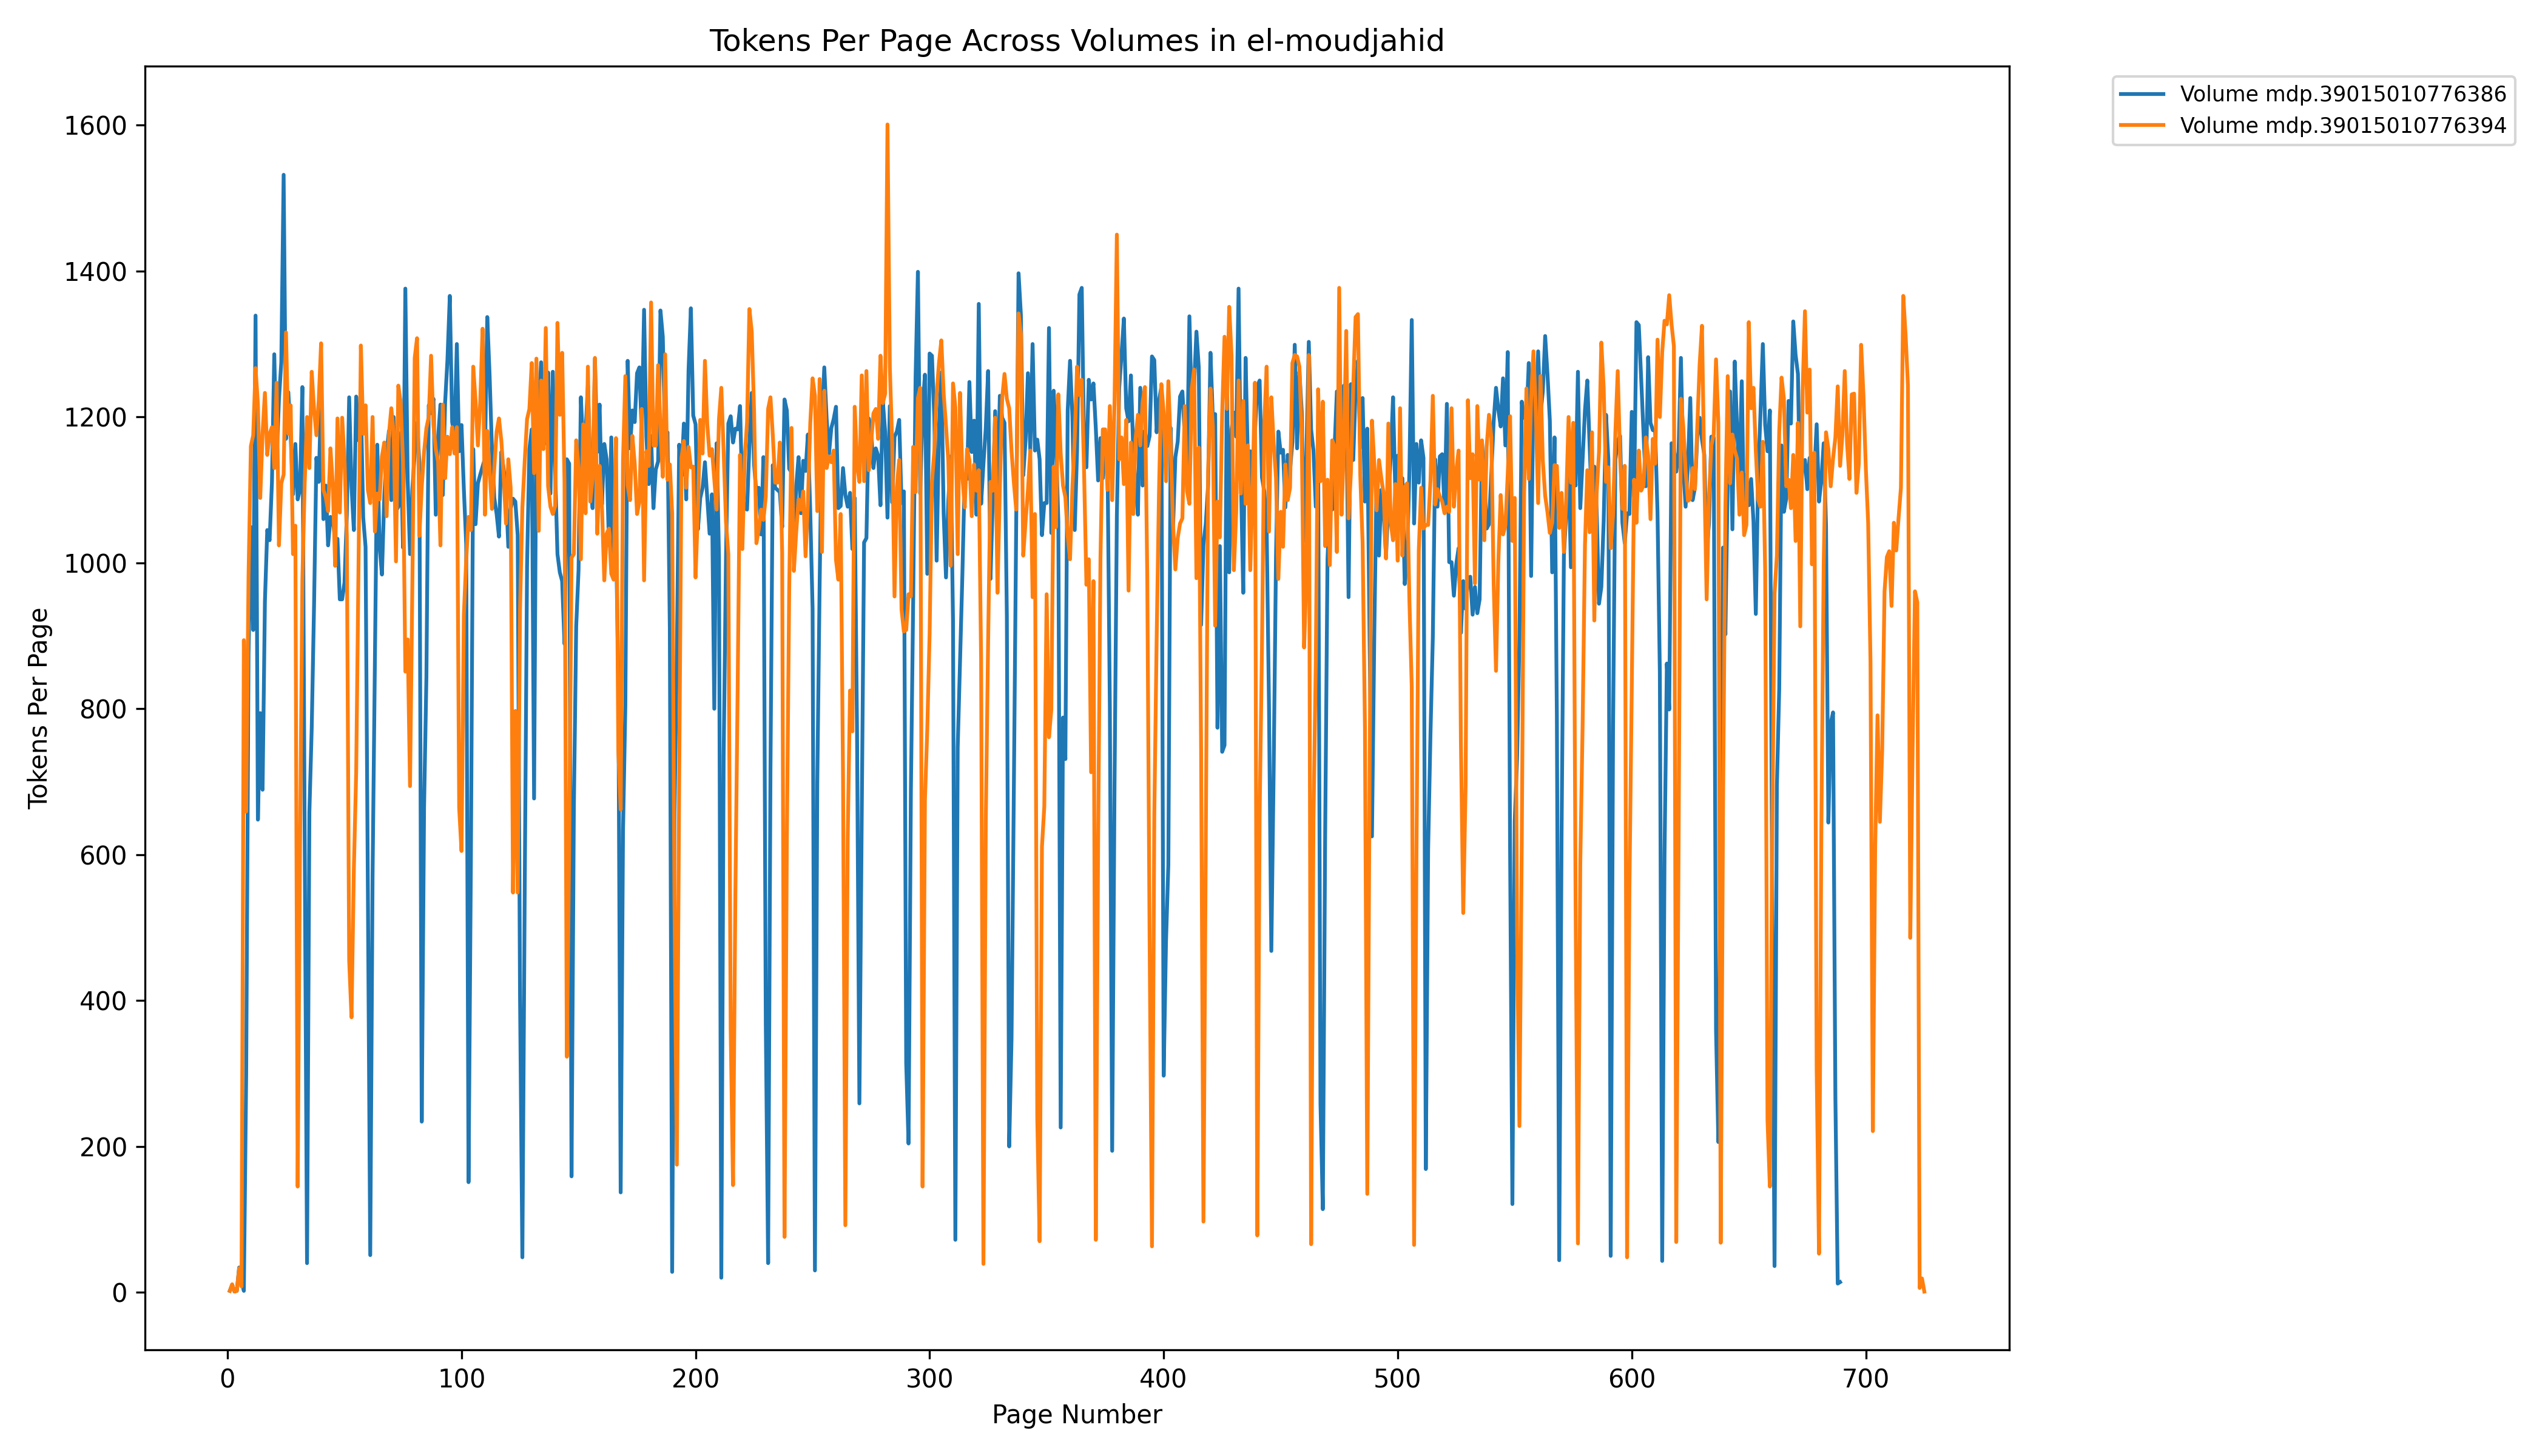 Tokens Per Page Across Volumes in el-moudjahid
Volume mdp.39015010776386
Volume mdp.39015010776394
Tokens Per Page
1600
1400
1200
1000
800
600
400
200
0
0 100 200 300 400 500 600 700
Page Number